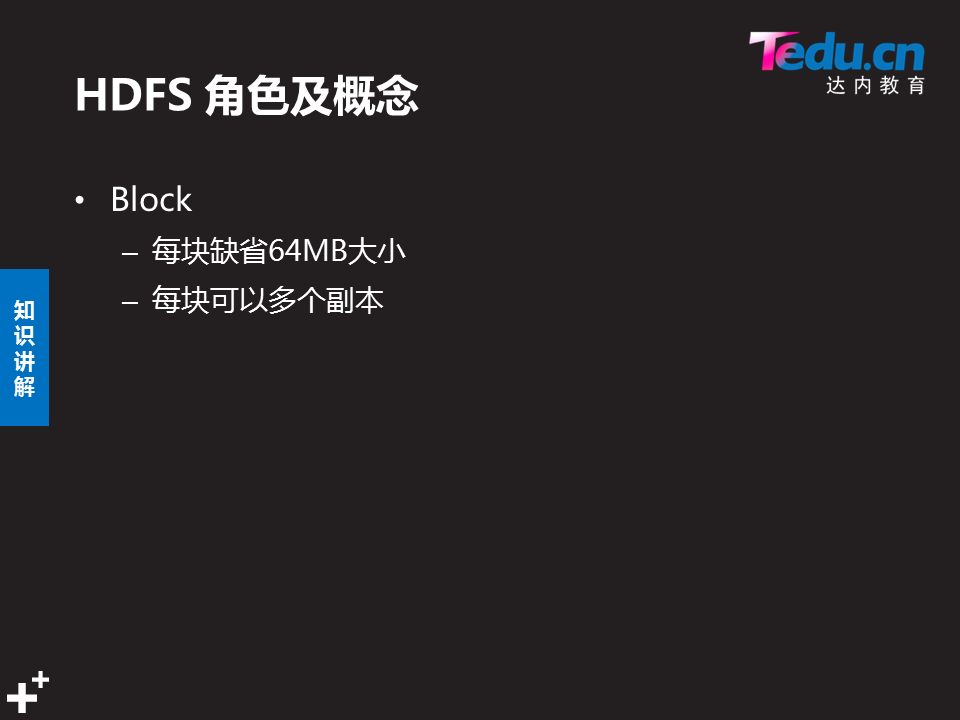 Tedu.cn
达内教育
HDFS 角色及概念
• Block
– 每块缺省64MB大小
– 每块可以多个副本
知识讲解